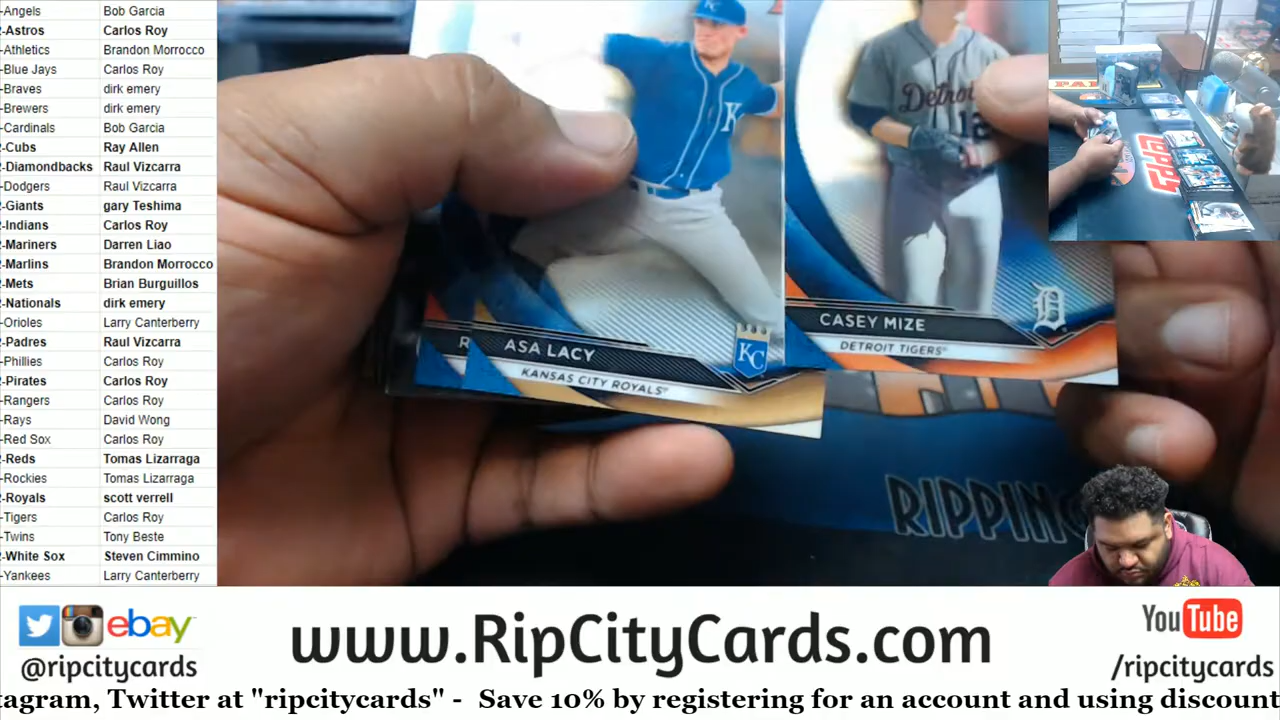 -Angels Bob Garcia
-Astros Carlos Roy
-Athletics Brandon Morrocco
-Blue Jays Carlos Roy
-Braves dirk emery
-Brewers dirk emery
-Cardinals Bob Garcia
-Cubs Ray Allen
-Diamondbacks Raul Vizcarra
-Dodgers Raul Vizcarra
-Giants gary Teshima
-Indians Carlos Roy
-Mariners Darren Liao
-Marlins Brandon Morrocco
-Mets Brian Burguillos
-Nationals dirk emery
-Orioles Larry Canterberry
-Padres Raul Vizcarra
-Phillies Carlos Roy
-Pirates Carlos Roy
-Rangers Carlos Roy
-Rays David Wong
-Red Sox Carlos Roy
-Reds Tomas Lizarraga
-Rockies Tomas Lizarraga
-Royals scott verrell
-Tigers Carlos Roy
-Twins Tony Beste
-White Sox Steven Cimmino
-Yankees Larry Canterberry
KC
K
R
ASA LACY
KC
KANSAS CITY ROYALS
Detroi
12
CASEY MIZE
D
DETROIT TIGERS
topps
RIPPING
ebay
@ripcitycards
www.RipCityCards.com
YouTube
/ripcitycards
tagram, Twitter at "ripcitycards" - Save 10% by registering for an account and using discount